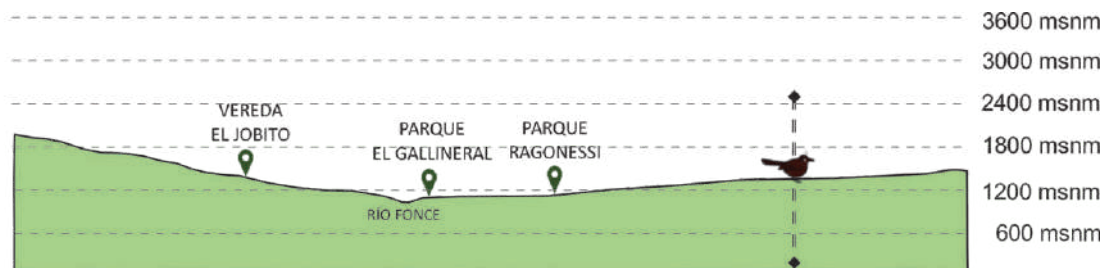 3600 msnm
3000 msnm
2400 msnm
VEREDA
EL JOBITO
PARQUE
EL GALLINERAL
PARQUE
RAGONESSI
1800 msnm
1200 msnm
RÍO FONCE
600 msnm